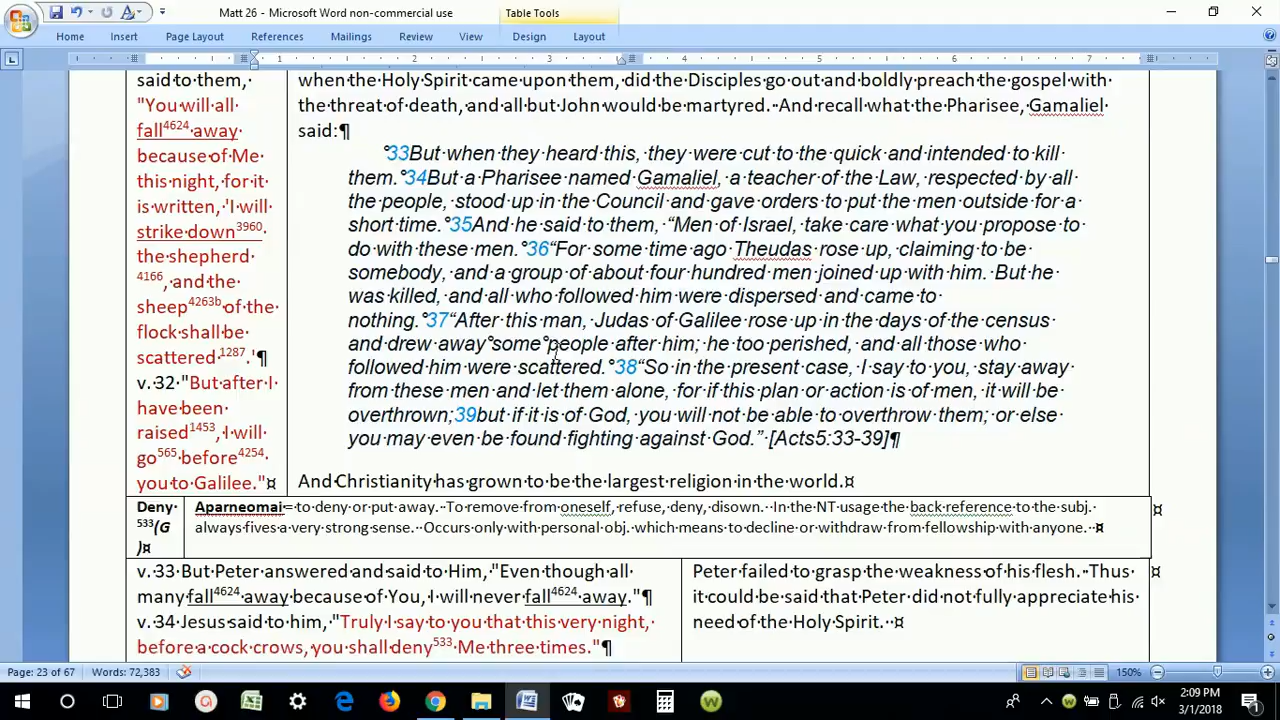 Matt 26 - Microsoft Word non-commercial use
Table Tools
Home Insert Page Layout References Mailings Review View Design Layout
1 2 3 4 5 6 7
said to them,
"You will all
fall4624 away
because of Me
this night, for it
is written, 'I will
strike down3960
the shepherd
4166, and the
sheep4263b of the
flock shall be
scattered1287.'¶
v.32 "But after I
have been
raised1453, I will
go565 before4254
you to Galilee."¤
when the Holy Spirit came upon them, did the Disciples go out and boldly preach the gospel with
the threat of death, and all but John would be martyred. And recall what the Pharisee, Gamaliel
said:¶
33But when they heard this, they were cut to the quick and intended to kill
them.°34But a Pharisee named Gamaliel, a teacher of the Law, respected by all
the people, stood up in the Council and gave orders to put the men outside for a
short time.°35And he said to them, “Men of Israel, take care what you propose to
do with these men.°36“For some time ago Theudas rose up, claiming to be
somebody, and a group of about four hundred men joined up with him. But he
was killed, and all who followed him were dispersed and came to
nothing.°37“After this man, Judas of Galilee rose up in the days of the census
and drew away°some°people after him; he too perished, and all those who
followed him were scattered.°38“So in the present case, I say to you, stay away
from these men and let them alone, for if this plan or action is of men, it will be
overthrown;39but if it is of God, you will not be able to overthrow them; or else
you may even be found fighting against God.” [Acts5:33-39]¶
And Christianity has grown to be the largest religion in the world.¤
Deny
533(G
)¤
Aparneomai = to deny or put away. To remove from oneself, refuse, deny, disown. In the NT usage the back reference to the subj.
always fives a very strong sense. Occurs only with personal obj. which means to decline or withdraw from fellowship with anyone. ¤
v.33 But Peter answered and said to Him, "Even though all
many fall4624 away because of You, I will never fall4624 away."¶
v.34 Jesus said to him, "Truly I say to you that this very night,
before a cock crows, you shall deny533 Me three times."¶
Peter failed to grasp the weakness of his flesh. Thus
it could be said that Peter did not fully appreciate his
need of the Holy Spirit. ¤
Page: 23 of 67 Words: 72,383 150%
2:09 PM
3/1/2018